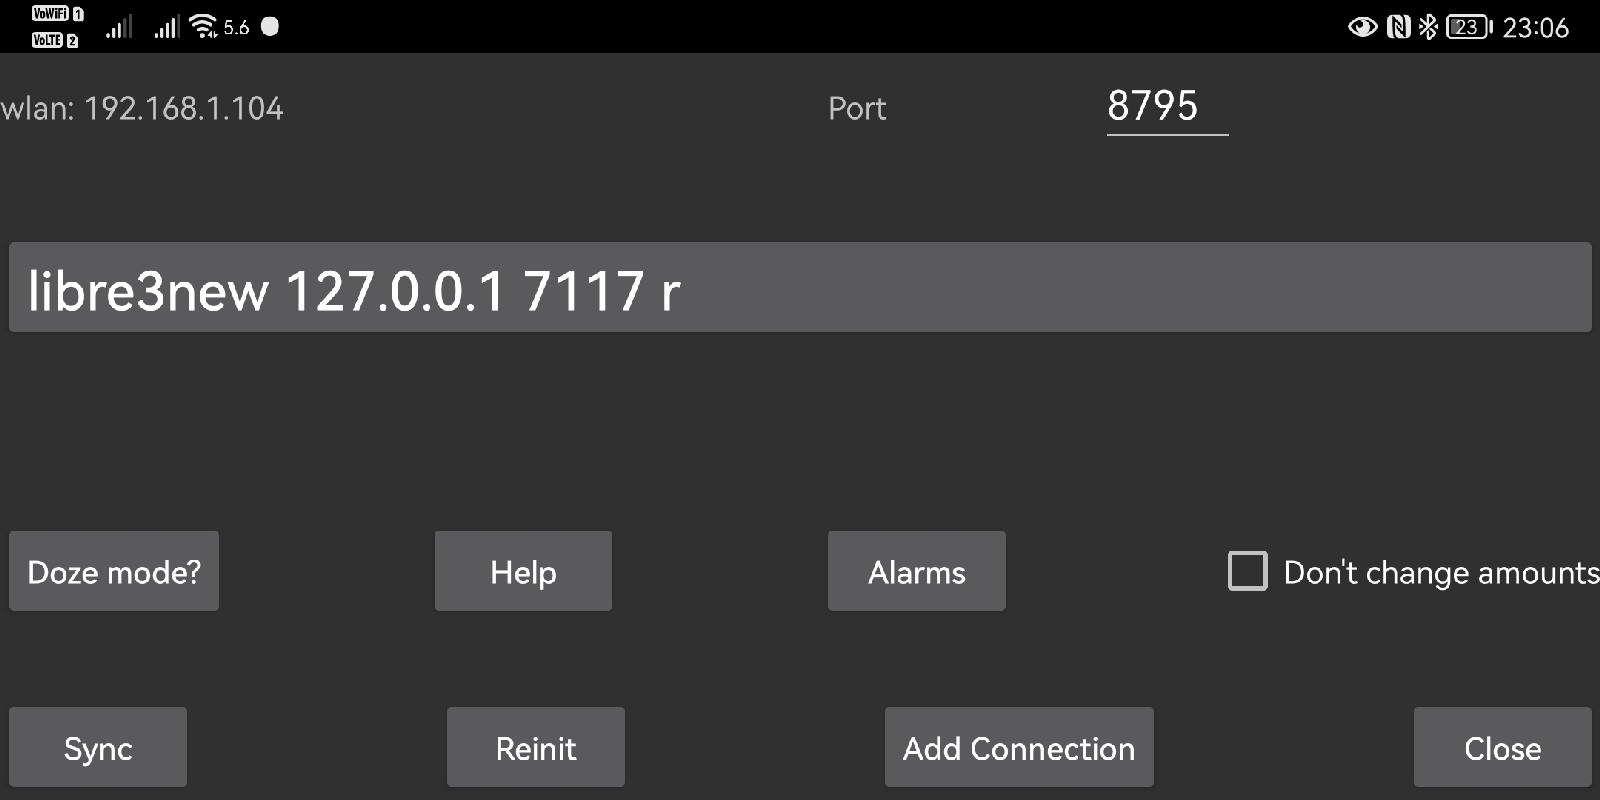 VoWiFi 1
VoLTE 2
5.6
23
23:06
wlan: 192.168.1.104
Port
8795
libre3new 127.0.0.1 7117 r
Doze mode?
Help
Alarms
Don't change amounts
Sync
Reinit
Add Connection
Close